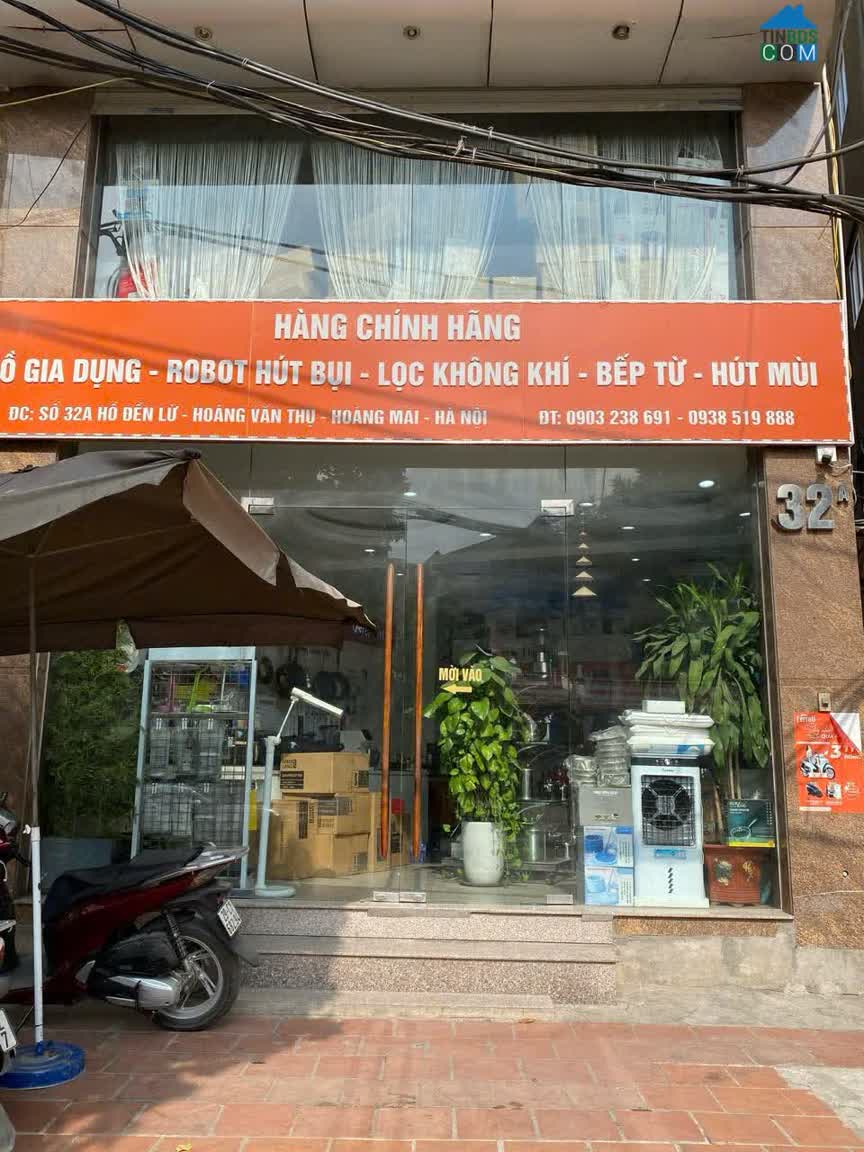 TINBDS
COM
HÀNG CHÍNH HÃNG
Ồ GIA DỤNG - ROBOT HÚT BỤI - LỌC KHÔNG KHÍ - BẾP TỪ - HÚT MÙI
ĐC: SỐ 32A HỒ ĐỀN LỪ - HOÀNG VĂN THỤ - HOÀNG MAI - HÀ NỘI ĐT: 0903 238 691 - 0938 519 888
32A
MỜI VÀO
3